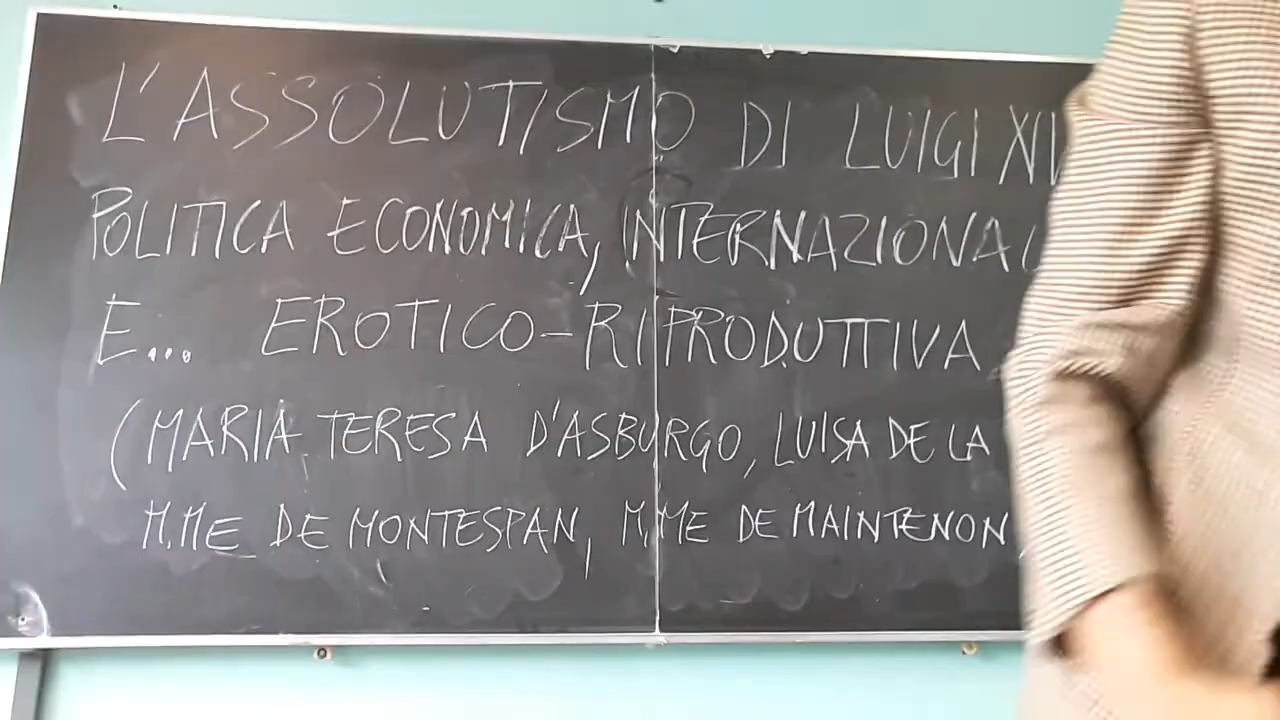 L'ASSOLUTISMO DI LUIGI XIV
POLITICA ECONOMICA, INTERNAZIONAL
E... EROTICO-RIPRODUTTIVA
(MARIA TERESA D'ASBURGO, LUISA DE LA
M.ME DE MONTESPAN, M.ME DE MAINTENON